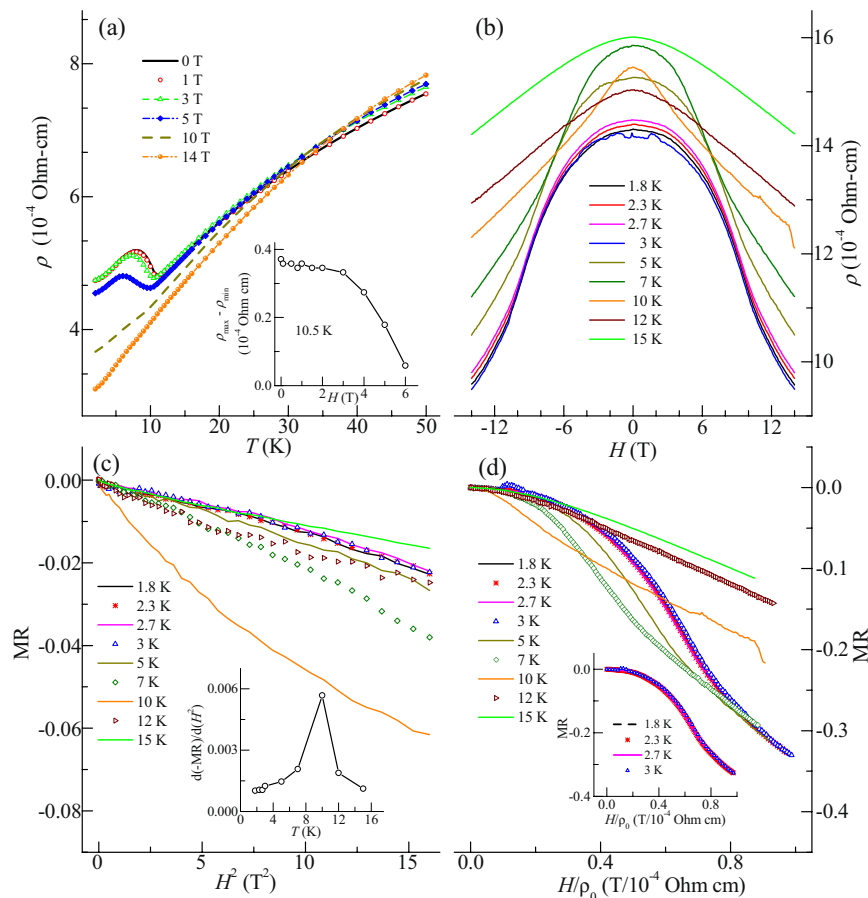 (a)
8
6
4
ρ (10⁻⁴ Ohm-cm)
0 T
1 T
3 T
5 T
10 T
14 T
0.4
0.2
0.0
ρmax - ρmin
(10⁻⁴ Ohm cm)
10.5 K
0 2 4 6
H (T)
10 20 30 40 50
T (K)
(b)
16
14
12
10
ρ (10⁻⁴ Ohm-cm)
1.8 K
2.3 K
2.7 K
3 K
5 K
7 K
10 K
12 K
15 K
-12 -6 0 6 12
H (T)
(c)
0.00
-0.02
-0.04
-0.06
-0.08
MR
1.8 K
2.3 K
2.7 K
3 K
5 K
7 K
10 K
12 K
15 K
0.006
0.003
0.000
d(-MR)/d(H²)
0 4 8 12 16
T (K)
0 5 10 15
H² (T²)
(d)
0.0
-0.1
-0.2
-0.3
-0.4
MR
1.8 K
2.3 K
2.7 K
3 K
5 K
7 K
10 K
12 K
15 K
0.0
-0.2
-0.4
MR
1.8 K
2.3 K
2.7 K
3 K
0.0 0.4 0.8
H/ρ₀ (T/10⁻⁴ Ohm cm)
0.0 0.4 0.8
H/ρ₀ (T/10⁻⁴ Ohm cm)